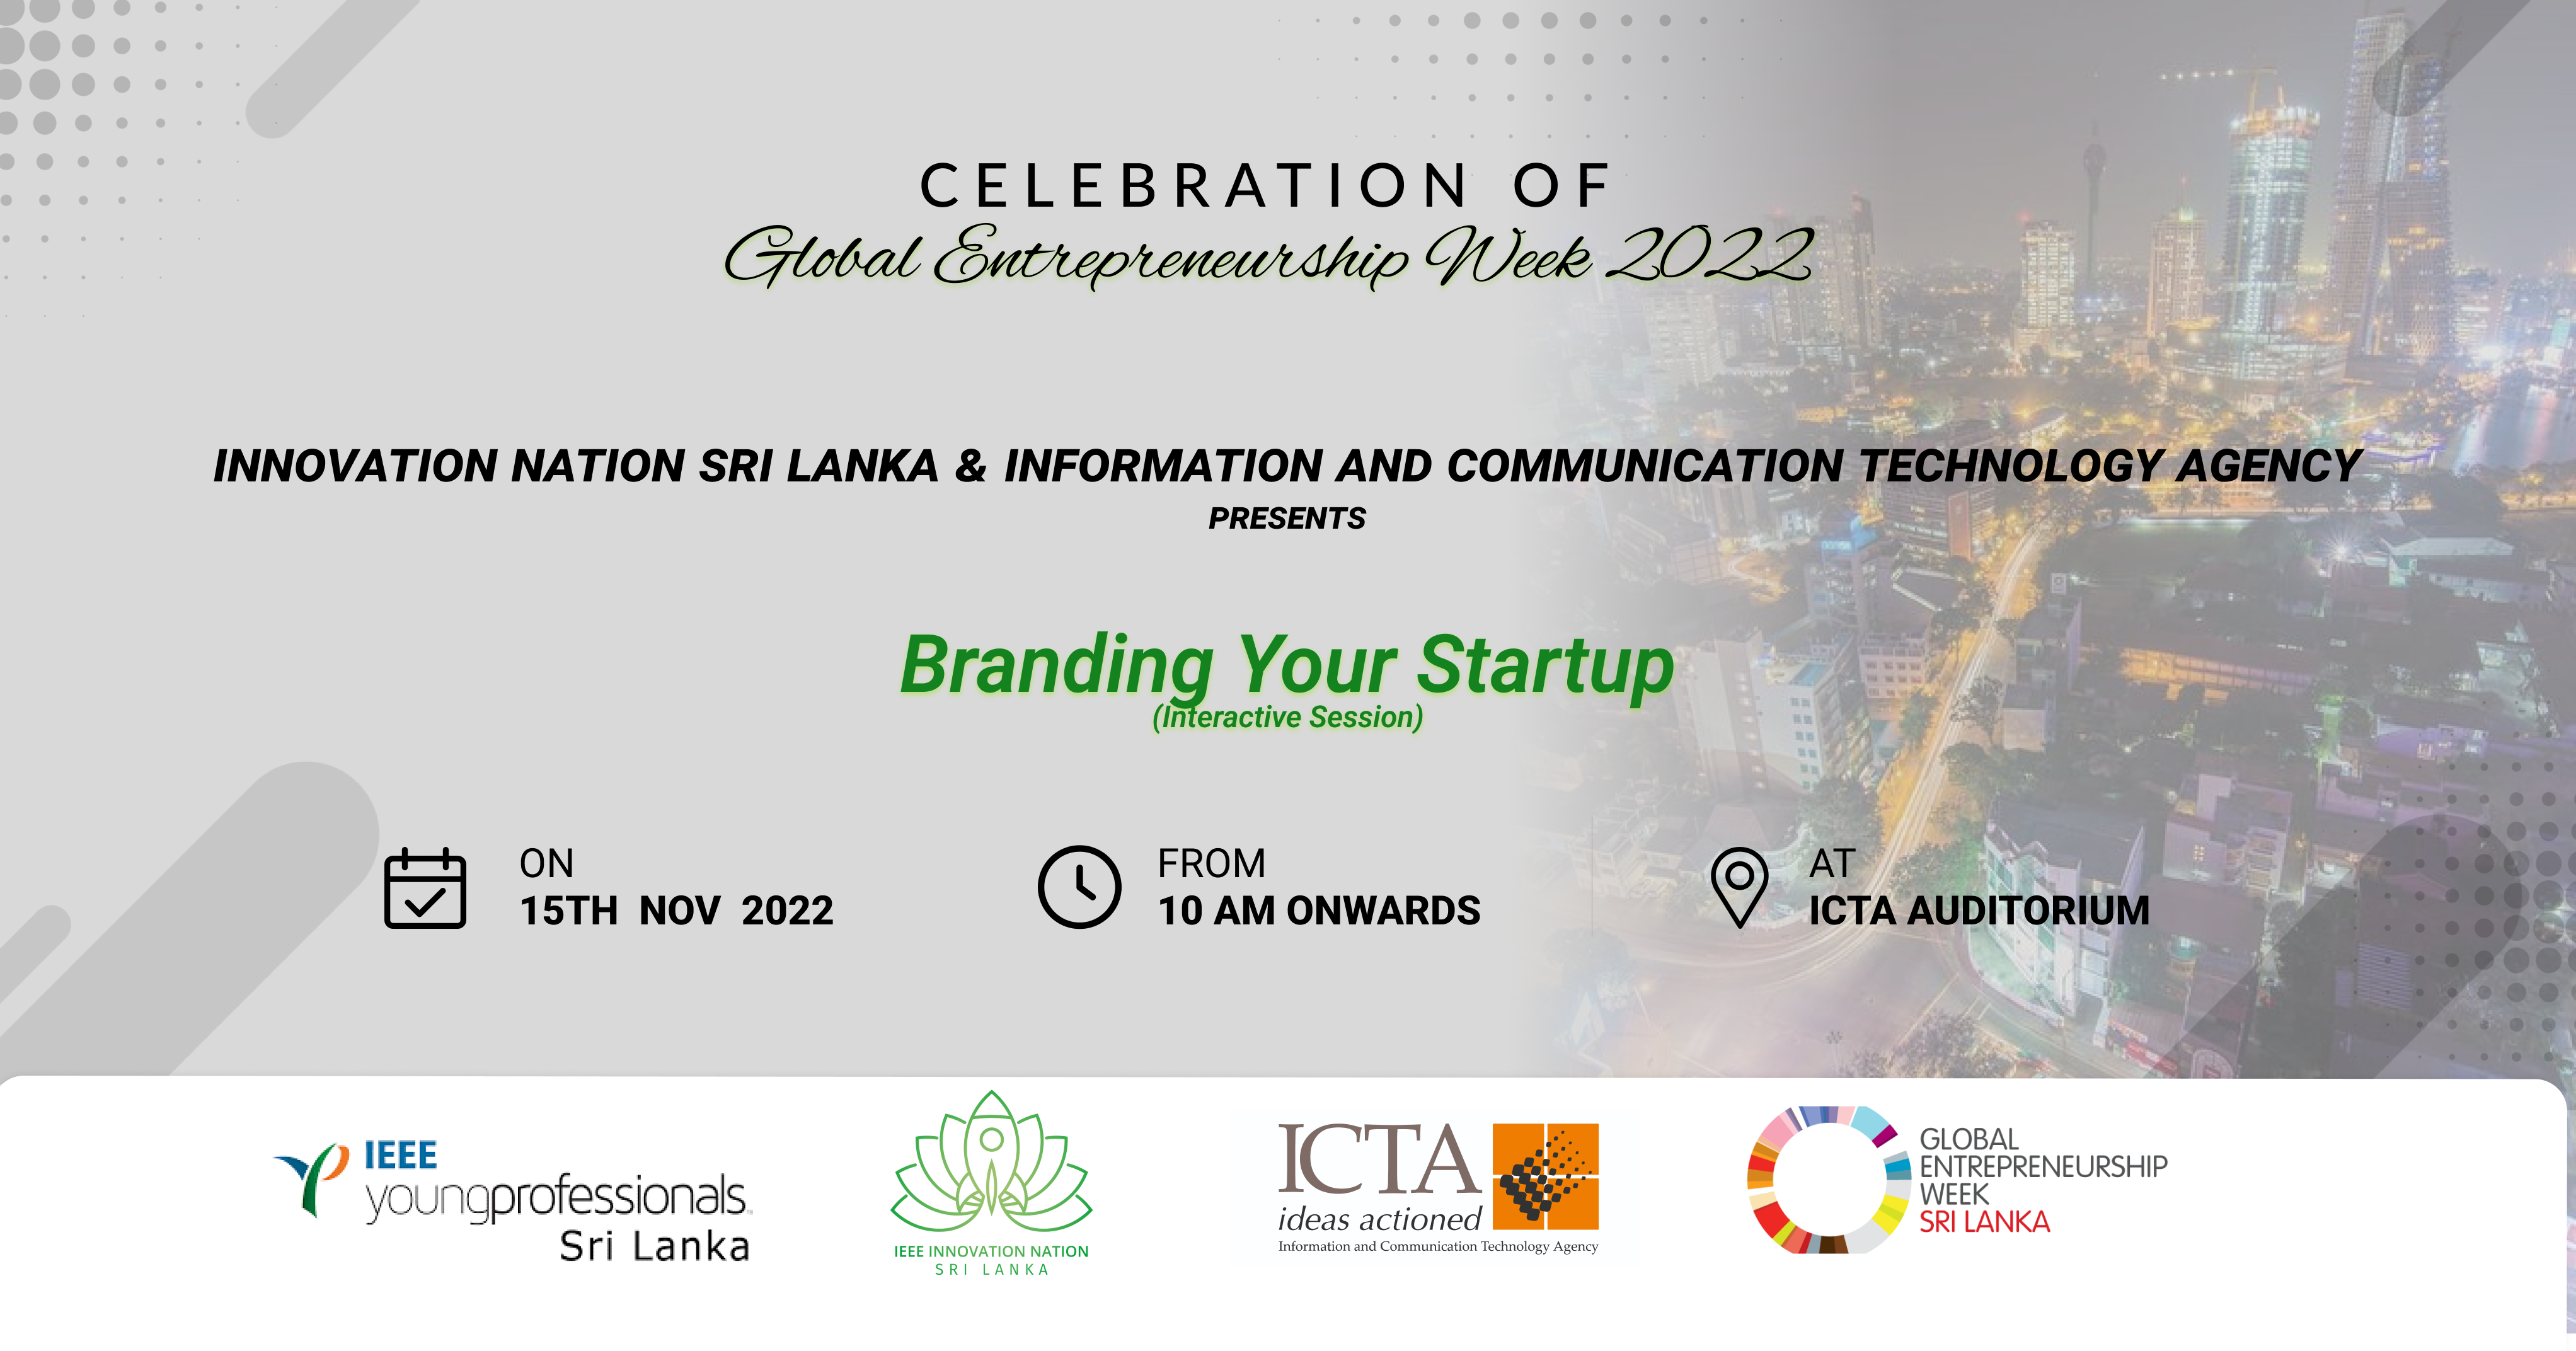 CELEBRATION OF
Global Entrepreneurship Week 2022
INNOVATION NATION SRI LANKA & INFORMATION AND COMMUNICATION TECHNOLOGY AGENCY
PRESENTS
Branding Your Startup
(Interactive Session)
ON
15TH NOV 2022
FROM
10 AM ONWARDS
AT
ICTA AUDITORIUM
IEEE
youngprofessionals
Sri Lanka
IEEE INNOVATION NATION
SRI LANKA
ICTA
ideas actioned
Information and Communication Technology Agency
GLOBAL
ENTREPRENEURSHIP
WEEK
SRI LANKA